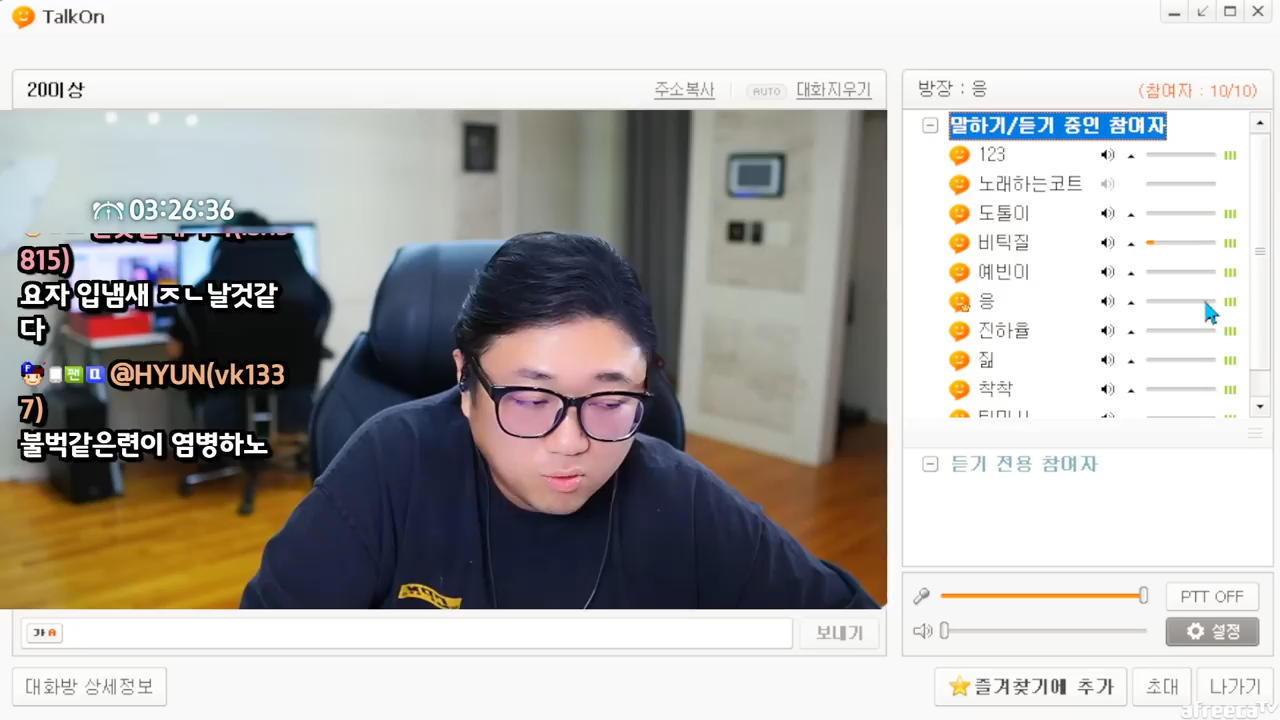 TalkOn
20이상
주소복사
AUTO
대화지우기
03:26:36
815)
요자 입냄새 ㅈㄴ날것같
다
팬
@HYUN(vk133
7)
불벅같은련이 염병하노
방장 : 응
(참여자 : 10/10)
말하기/듣기 중인 참여자
123
노래하는코트
도톨이
비틱질
예빈이
응
진하율
짊
착착
듣기 전용 참여자
PTT OFF
설정
가A
보내기
대화방 상세정보
즐겨찾기에 추가
초대
나가기
afreecaTV